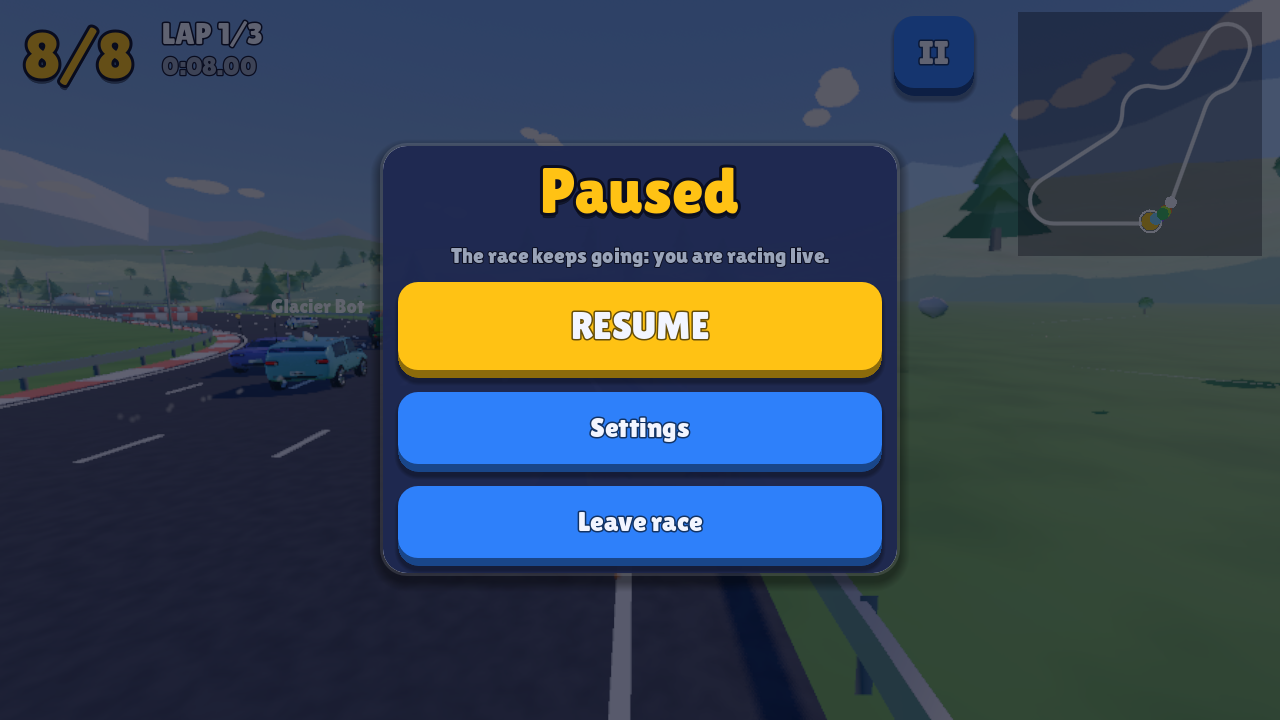 8/8
LAP 1/3
0:08.00
II
Paused
The race keeps going: you are racing live.
Glacier Bot
RESUME
Settings
Leave race